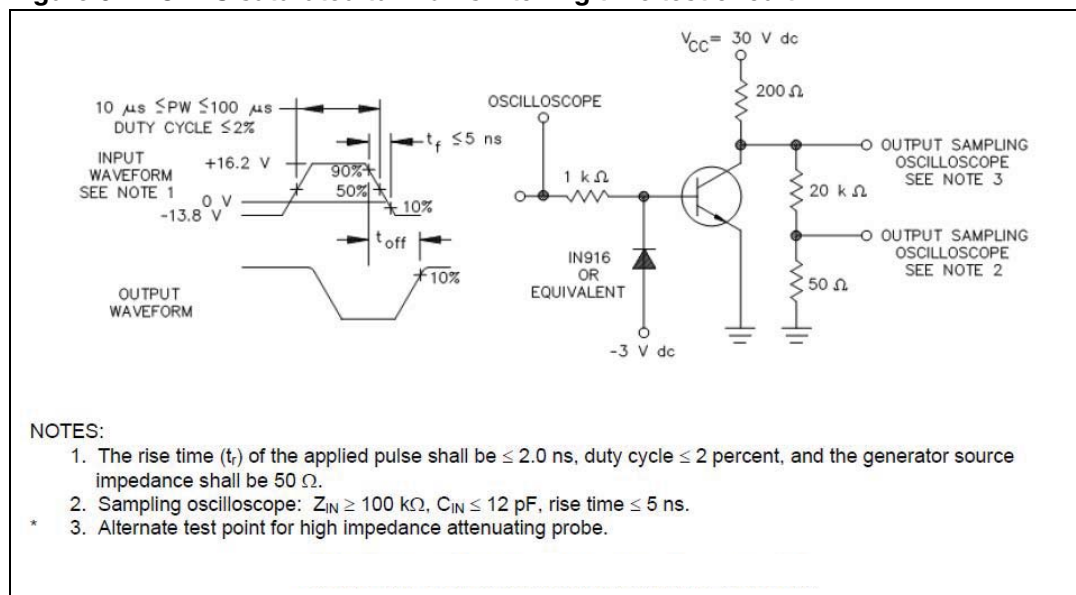 V_CC= 30 V dc
200 Ω
10 μs ≤PW ≤100 μs
DUTY CYCLE ≤2%
OSCILLOSCOPE
t_f ≤5 ns
INPUT
WAVEFORM
SEE NOTE 1
+16.2 V
90%
50%
0 V
-13.8 V
10%
1 kΩ
OUTPUT SAMPLING
OSCILLOSCOPE
SEE NOTE 3
20 kΩ
t_off
OUTPUT SAMPLING
OSCILLOSCOPE
SEE NOTE 2
IN916
OR
EQUIVALENT
10%
50 Ω
OUTPUT
WAVEFORM
-3 V dc
NOTES:
1. The rise time (t_r) of the applied pulse shall be ≤ 2.0 ns, duty cycle ≤ 2 percent, and the generator source
impedance shall be 50 Ω.
2. Sampling oscilloscope: Z_IN ≥ 100 kΩ, C_IN ≤ 12 pF, rise time ≤ 5 ns.
* 3. Alternate test point for high impedance attenuating probe.